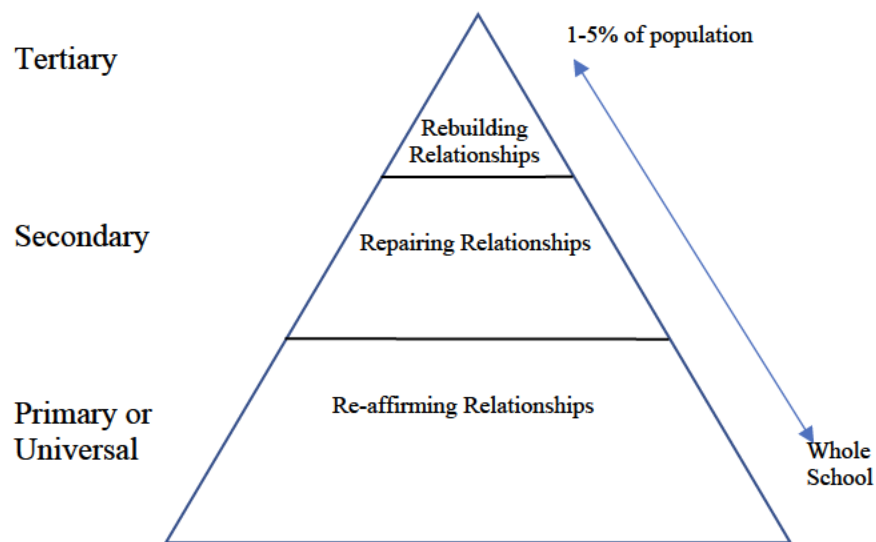 Tertiary
1-5% of population
Rebuilding
Relationships
Secondary
Repairing Relationships
Primary or
Universal
Re-affirming Relationships
Whole
School